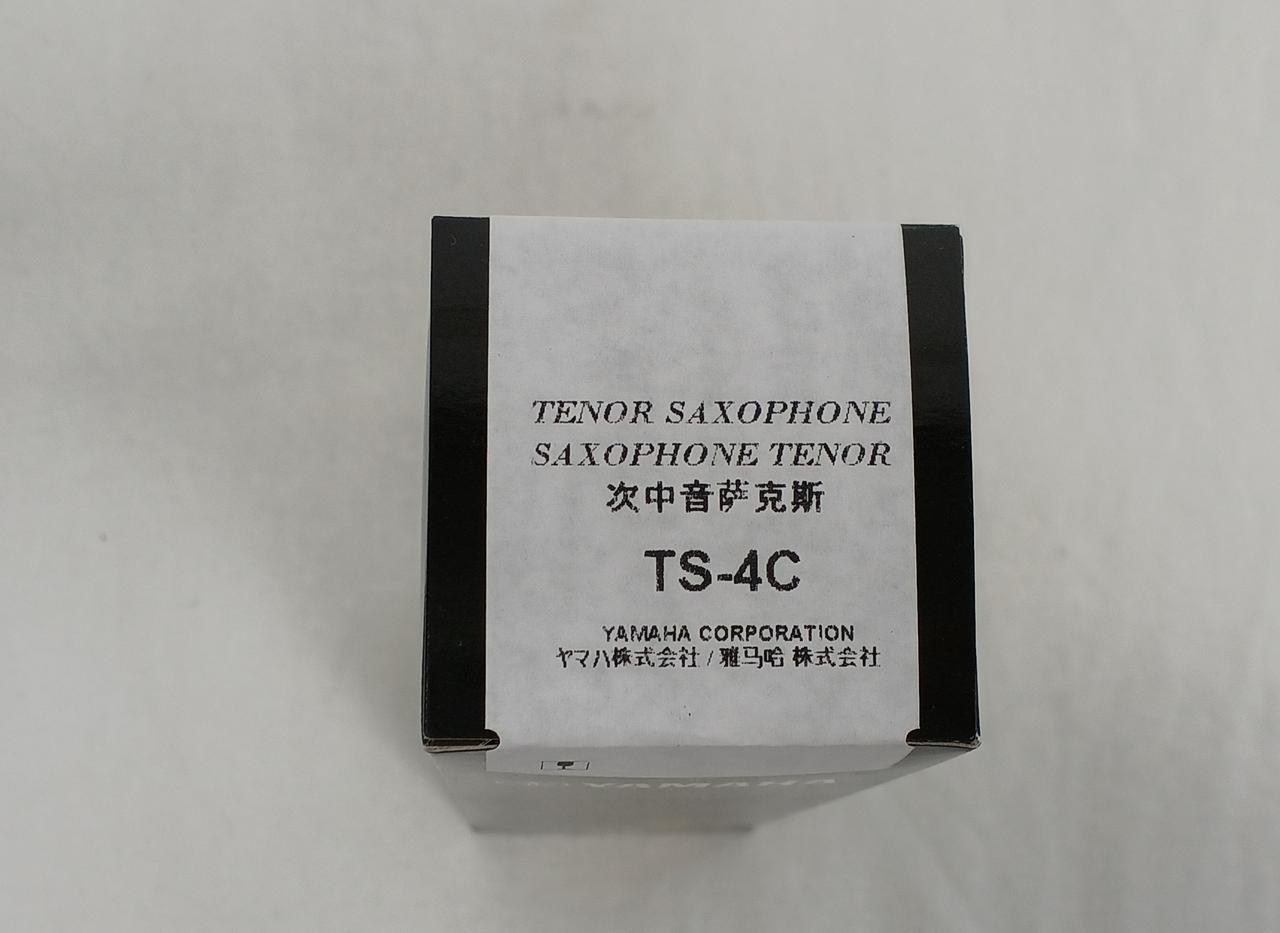 TENOR SAXOPHONE
SAXOPHONE TENOR
次中音萨克斯
TS-4C
YAMAHA CORPORATION
ヤマハ株式会社 / 雅马哈 株式会社
YAMAHA